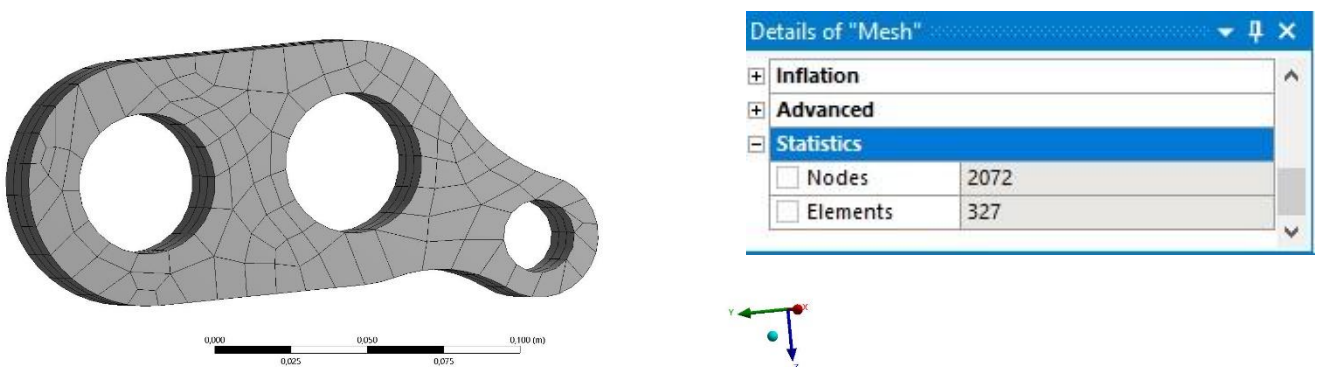 Details of "Mesh"
Inflation
Advanced
Statistics
Nodes 2072
Elements 327
0,000 0,050 0,100 (m)
0,025 0,075
Y X
Z